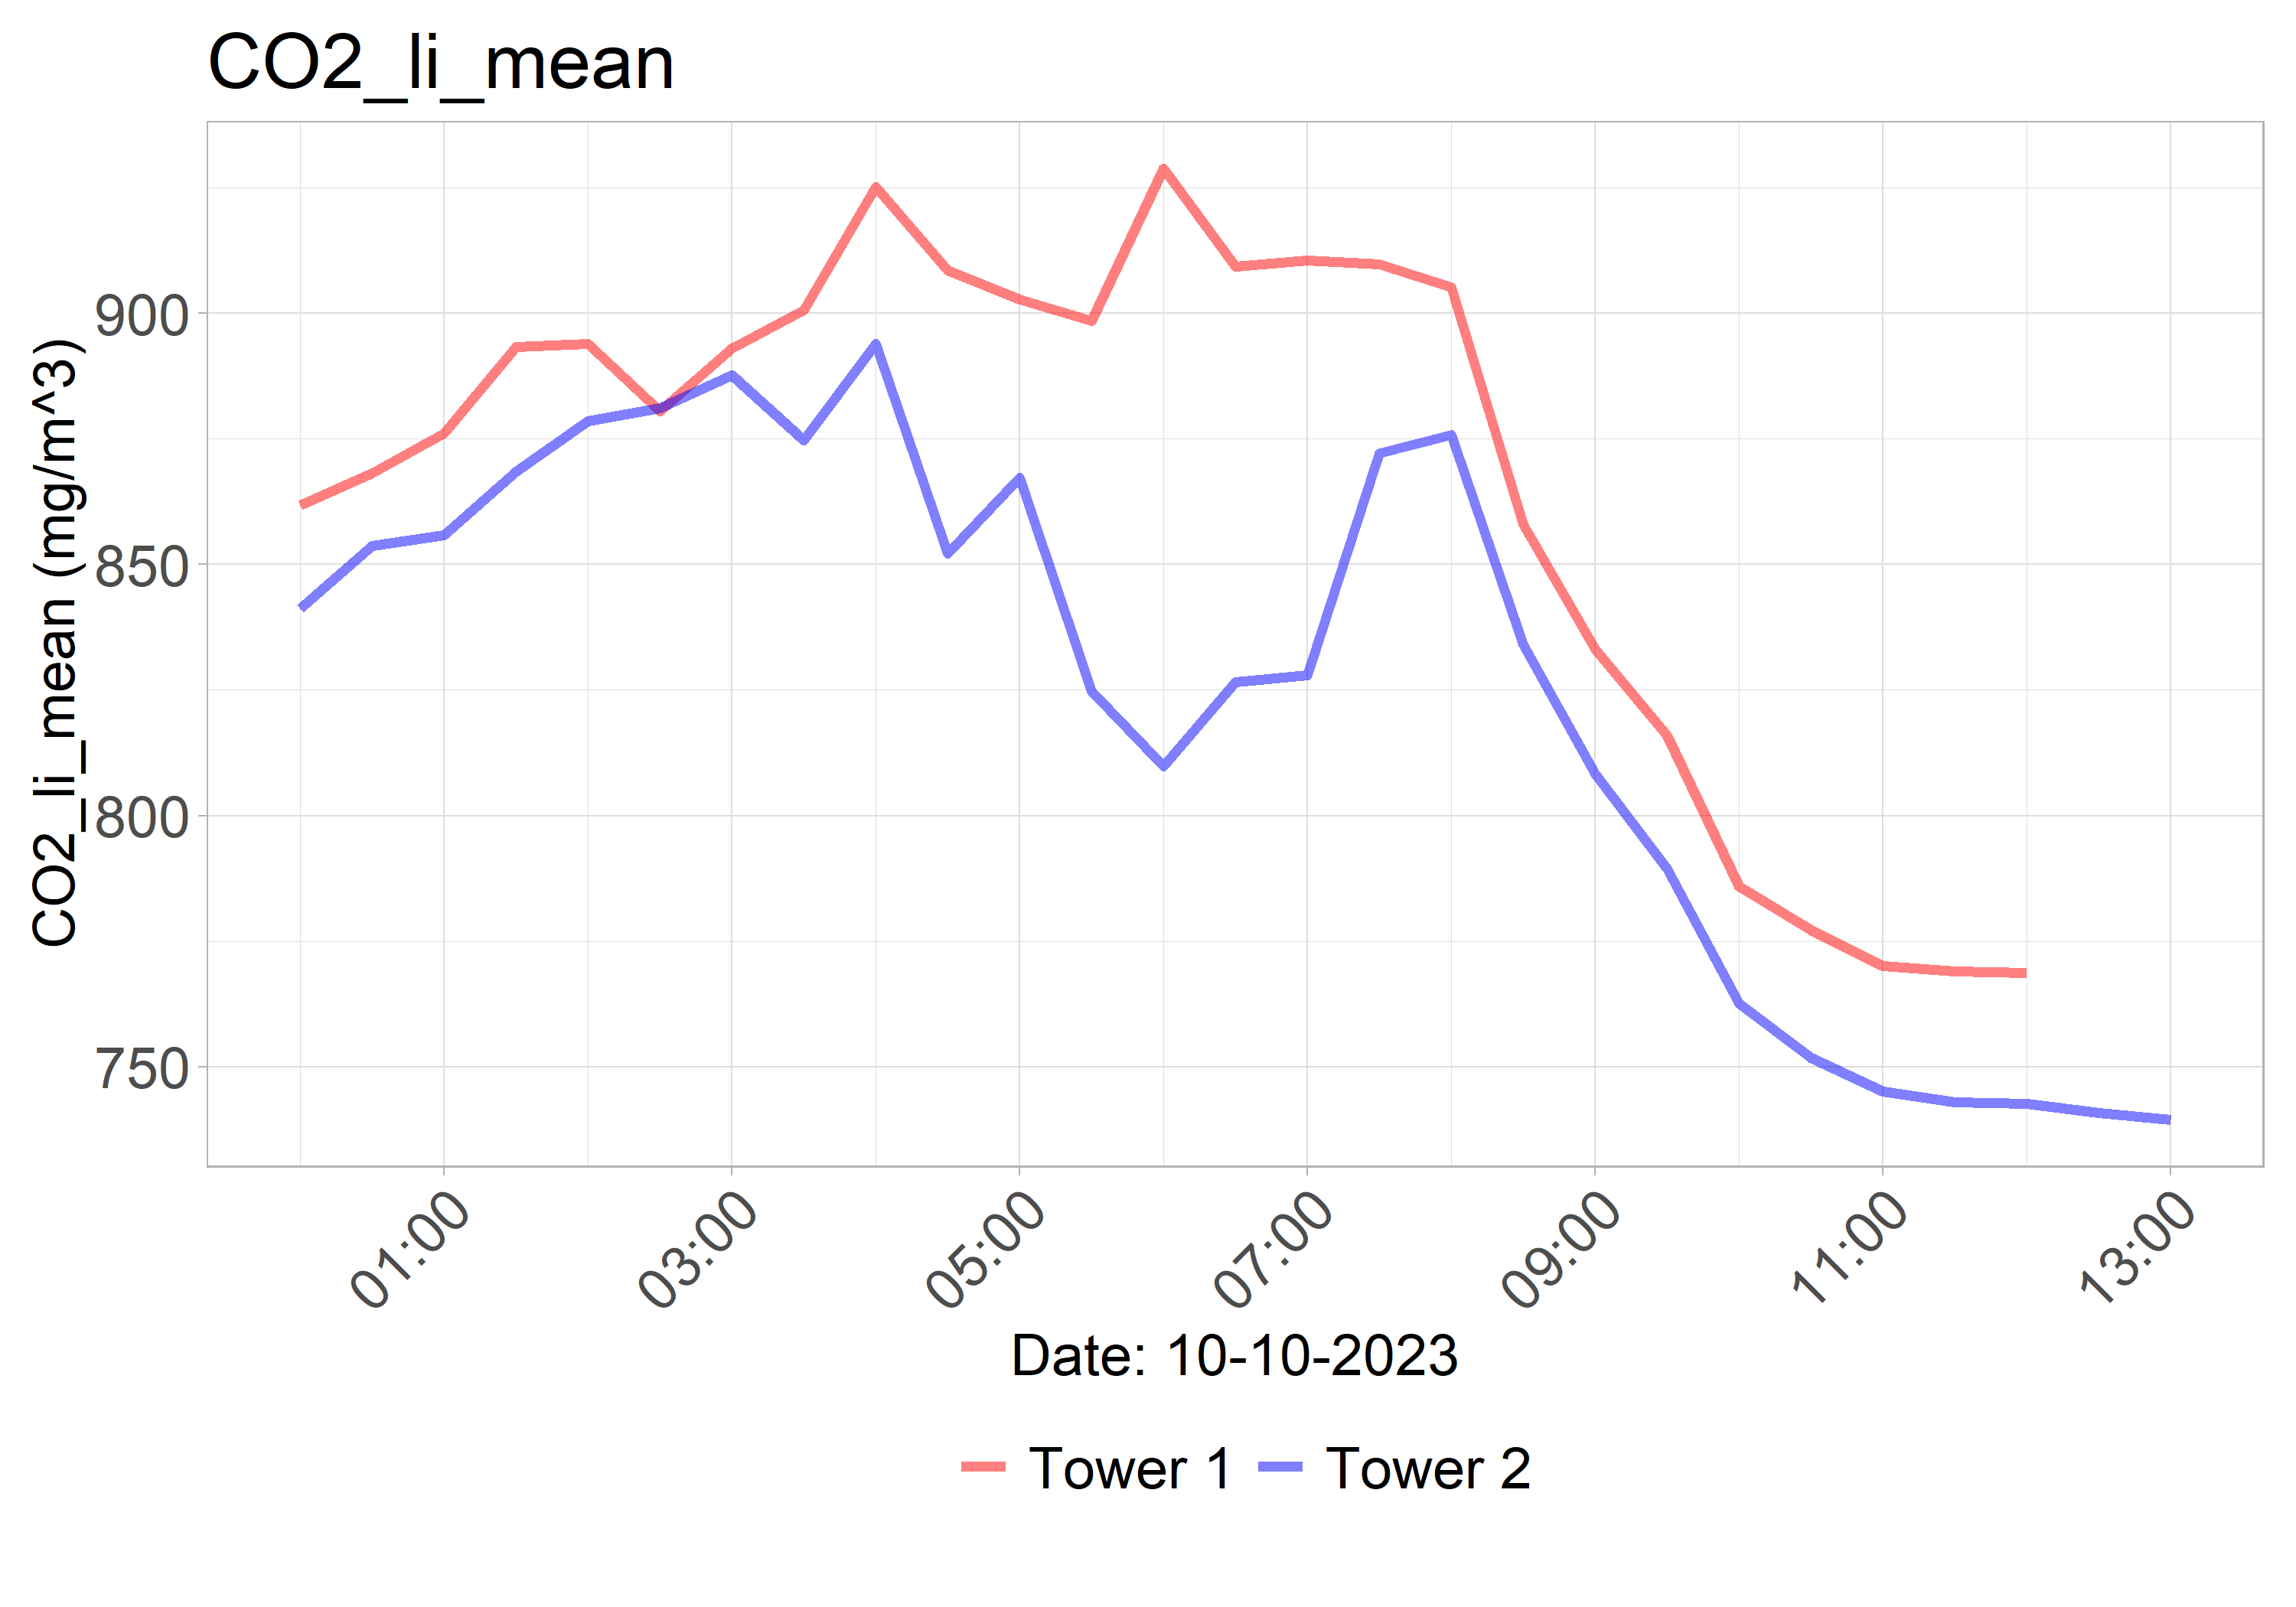 CO2_li_mean
CO2_li_mean (mg/m^3)
900
850
800
750
01:00 03:00 05:00 07:00 09:00 11:00 13:00
Date: 10-10-2023
Tower 1 Tower 2